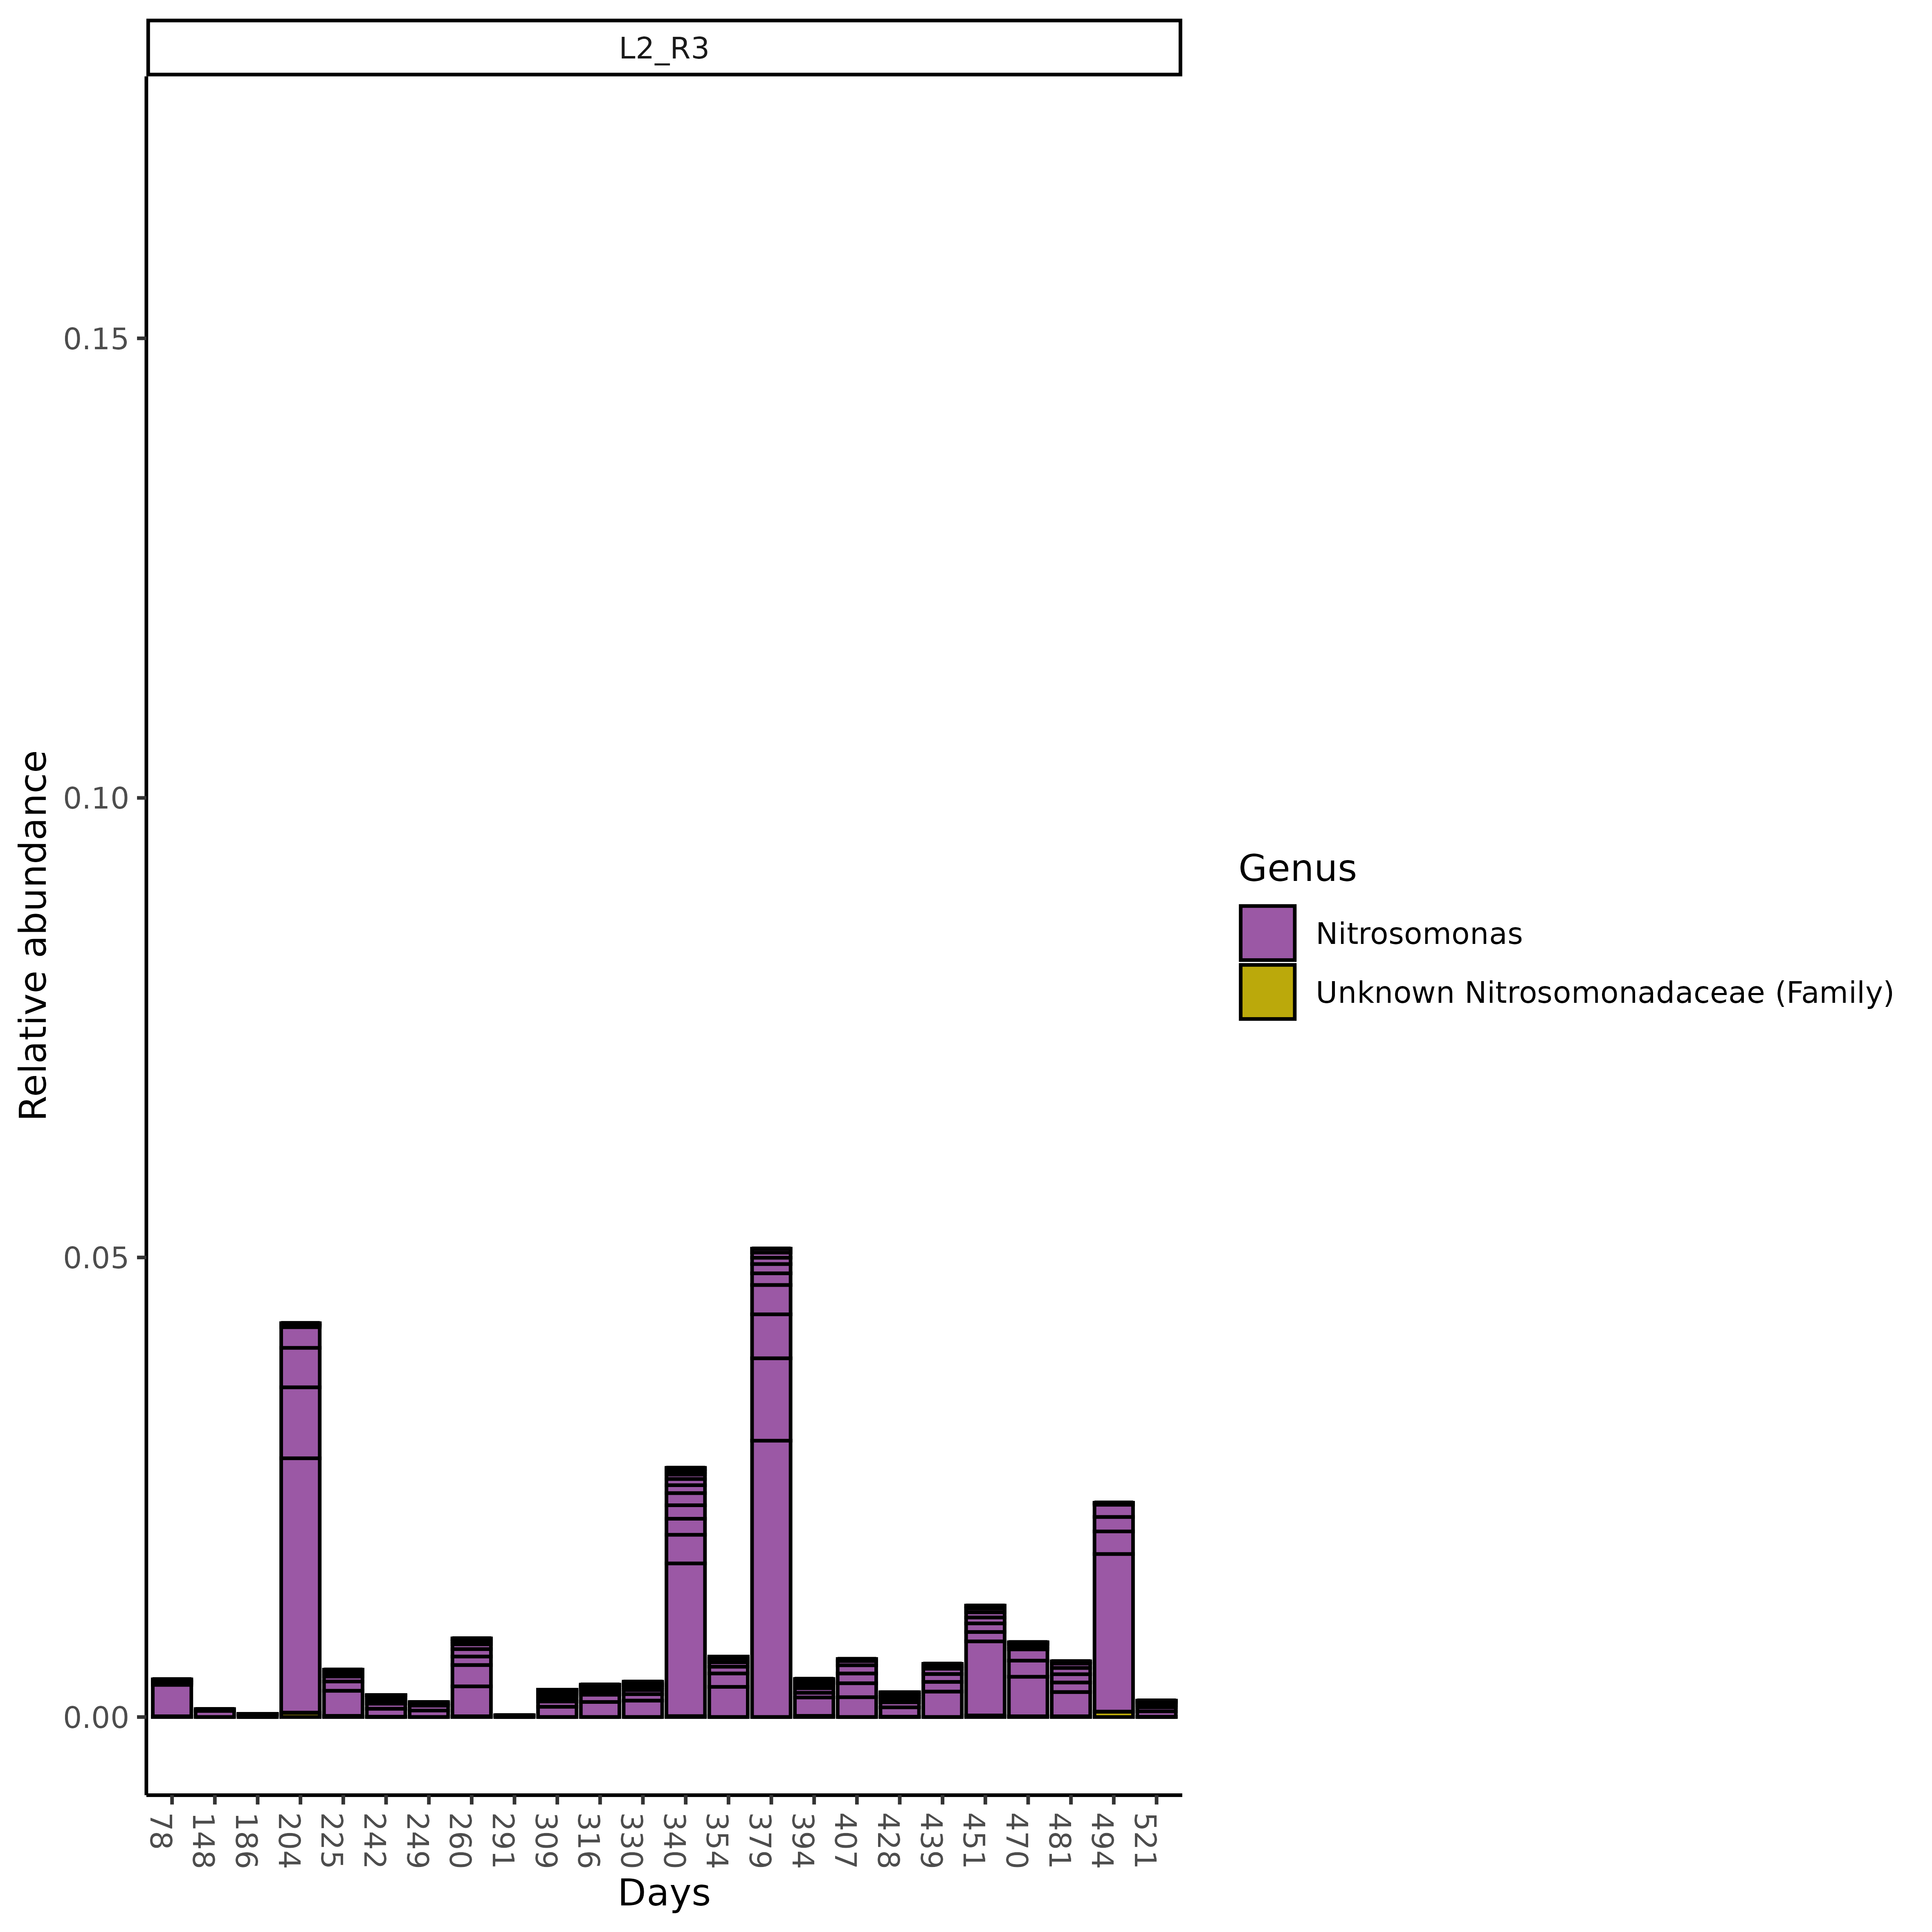 L2_R3
0.15
0.10
0.05
0.00
Relative abundance
78 148 186 204 225 242 249 260 291 309 316 330 340 354 379 394 407 428 439 451 470 481 494 521
Days
Genus
Nitrosomonas
Unknown Nitrosomonadaceae (Family)